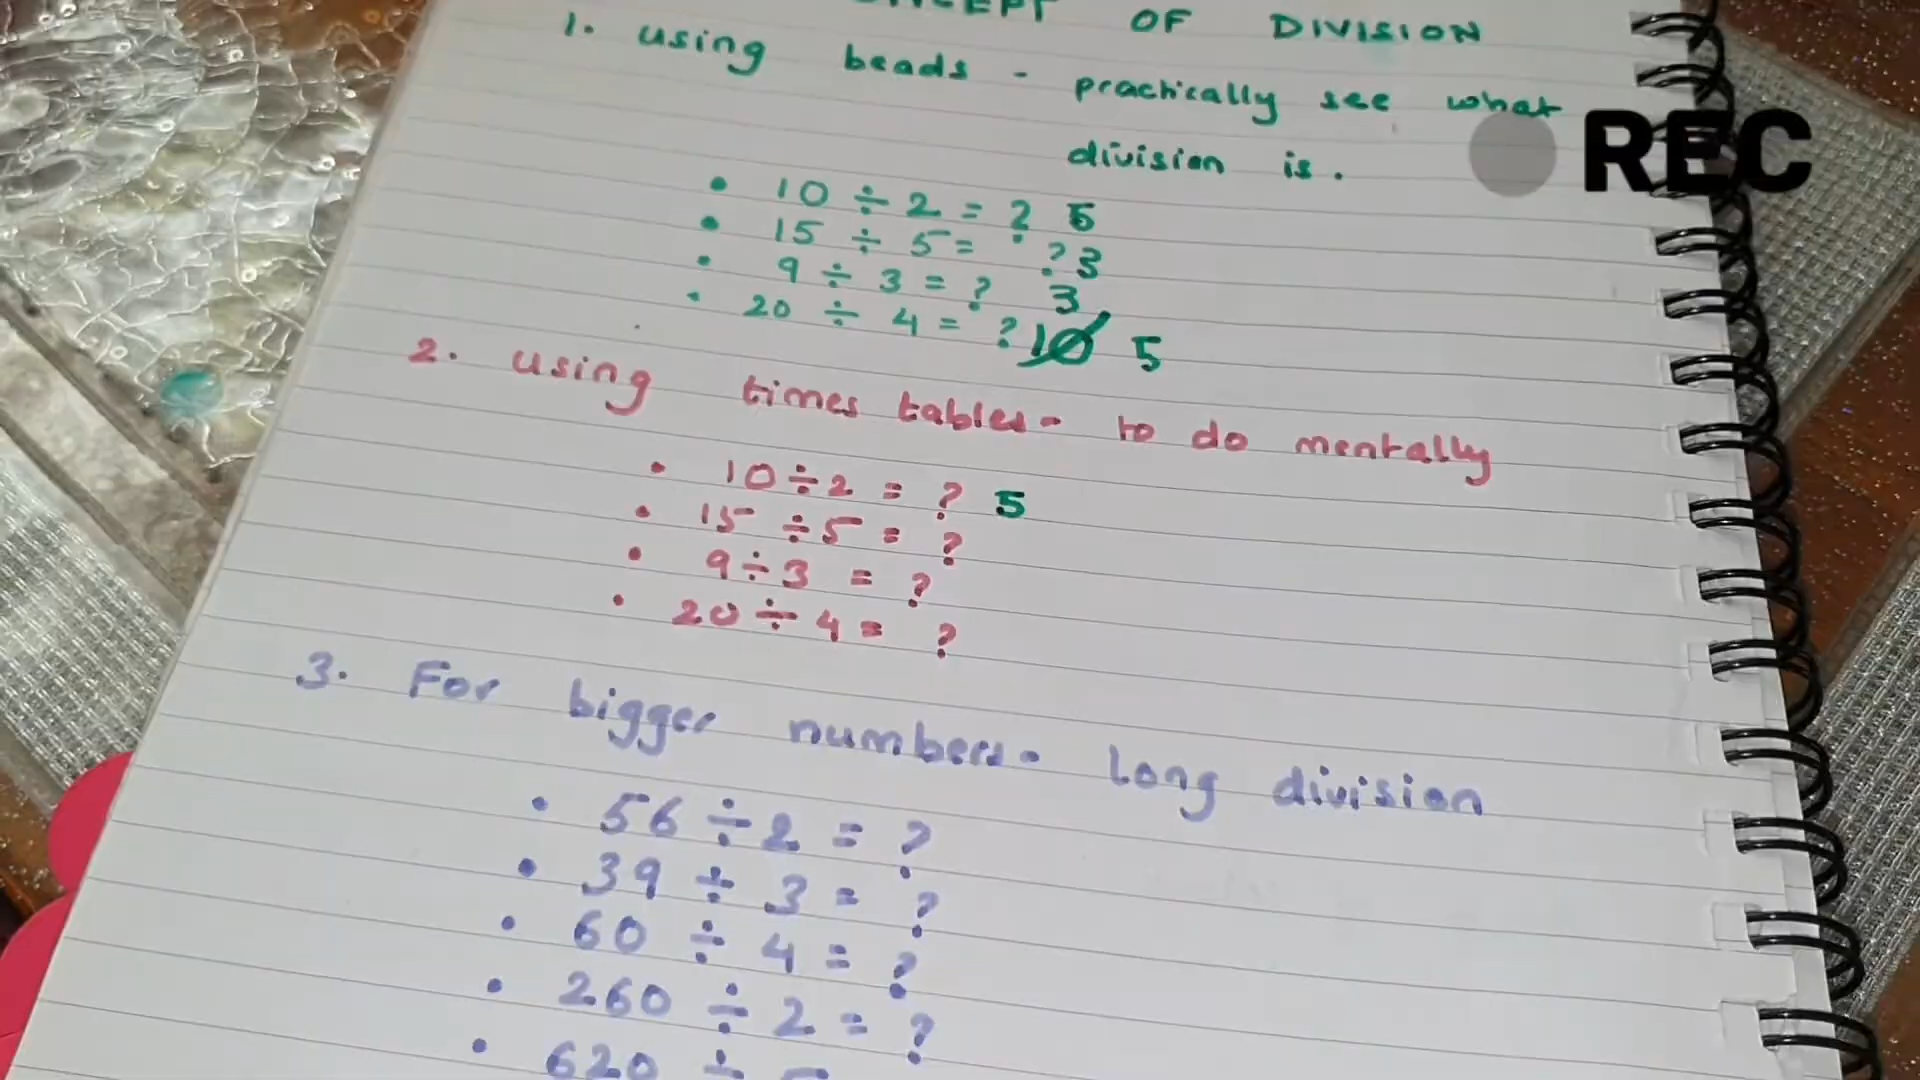 OF DIVISION
1. using beads - practically see what
division is.
REC
• 10 ÷ 2 = ? 5
• 15 ÷ 5 = ? 3
• 9 ÷ 3 = ? 3
• 20 ÷ 4 = ? 10 5
2. using times tables - to do mentally
• 10 ÷ 2 = ? 5
• 15 ÷ 5 = ?
• 9 ÷ 3 = ?
• 20 ÷ 4 = ?
3. For bigger numbers - long division
• 56 ÷ 2 = ?
• 39 ÷ 3 = ?
• 60 ÷ 4 = ?
• 260 ÷ 2 = ?
• 620 ÷